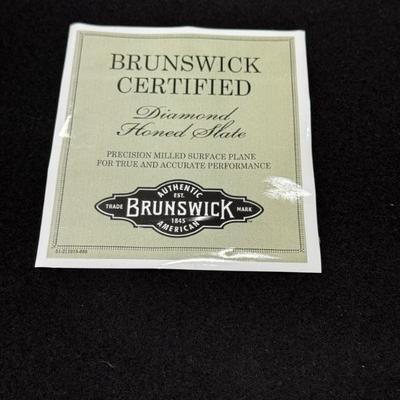 BRUNSWICK
CERTIFIED
Diamond
Honed Slate
PRECISION MILLED SURFACE PLANE
FOR TRUE AND ACCURATE PERFORMANCE
AUTHENTIC
EST.
TRADE BRUNSWICK MARK
1845
AMERICAN